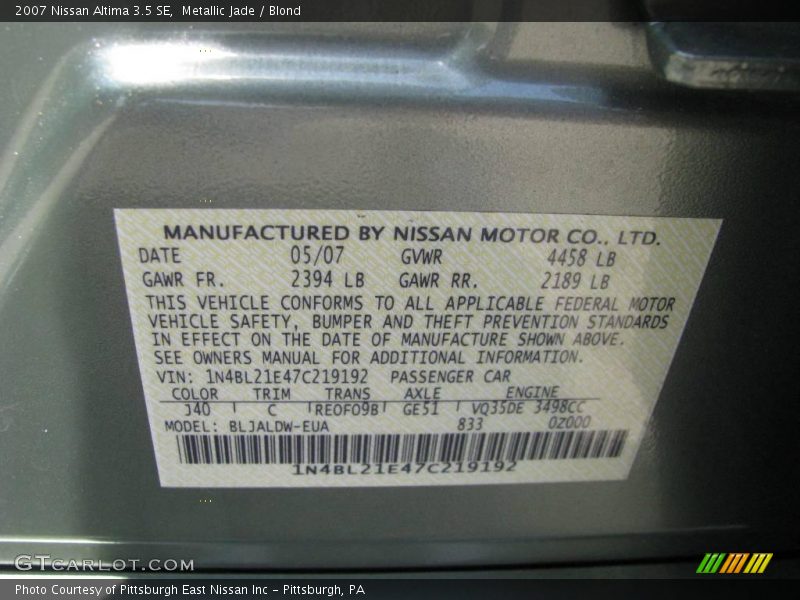 2007 Nissan Altima 3.5 SE, Metallic Jade / Blond
MANUFACTURED BY NISSAN MOTOR CO., LTD.
DATE 05/07 GVWR 4458 LB
GAWR FR. 2394 LB GAWR RR. 2189 LB
THIS VEHICLE CONFORMS TO ALL APPLICABLE FEDERAL MOTOR
VEHICLE SAFETY, BUMPER AND THEFT PREVENTION STANDARDS
IN EFFECT ON THE DATE OF MANUFACTURE SHOWN ABOVE.
SEE OWNERS MANUAL FOR ADDITIONAL INFORMATION.
VIN: 1N4BL21E47C219192 PASSENGER CAR
COLOR TRIM TRANS AXLE ENGINE
J40 C RE0F09B GE51 VQ35DE 3498CC
MODEL: BLJALDW-EUA 833 0Z000
1N4BL21E47C219192
GTCARLOT.COM
Photo Courtesy of Pittsburgh East Nissan Inc - Pittsburgh, PA